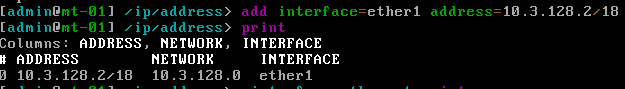 [admin@mt-01] /ip/address> add interface=ether1 address=10.3.128.2/18
[admin@mt-01] /ip/address> print
Columns: ADDRESS, NETWORK, INTERFACE
# ADDRESS NETWORK INTERFACE
0 10.3.128.2/18 10.3.128.0 ether1